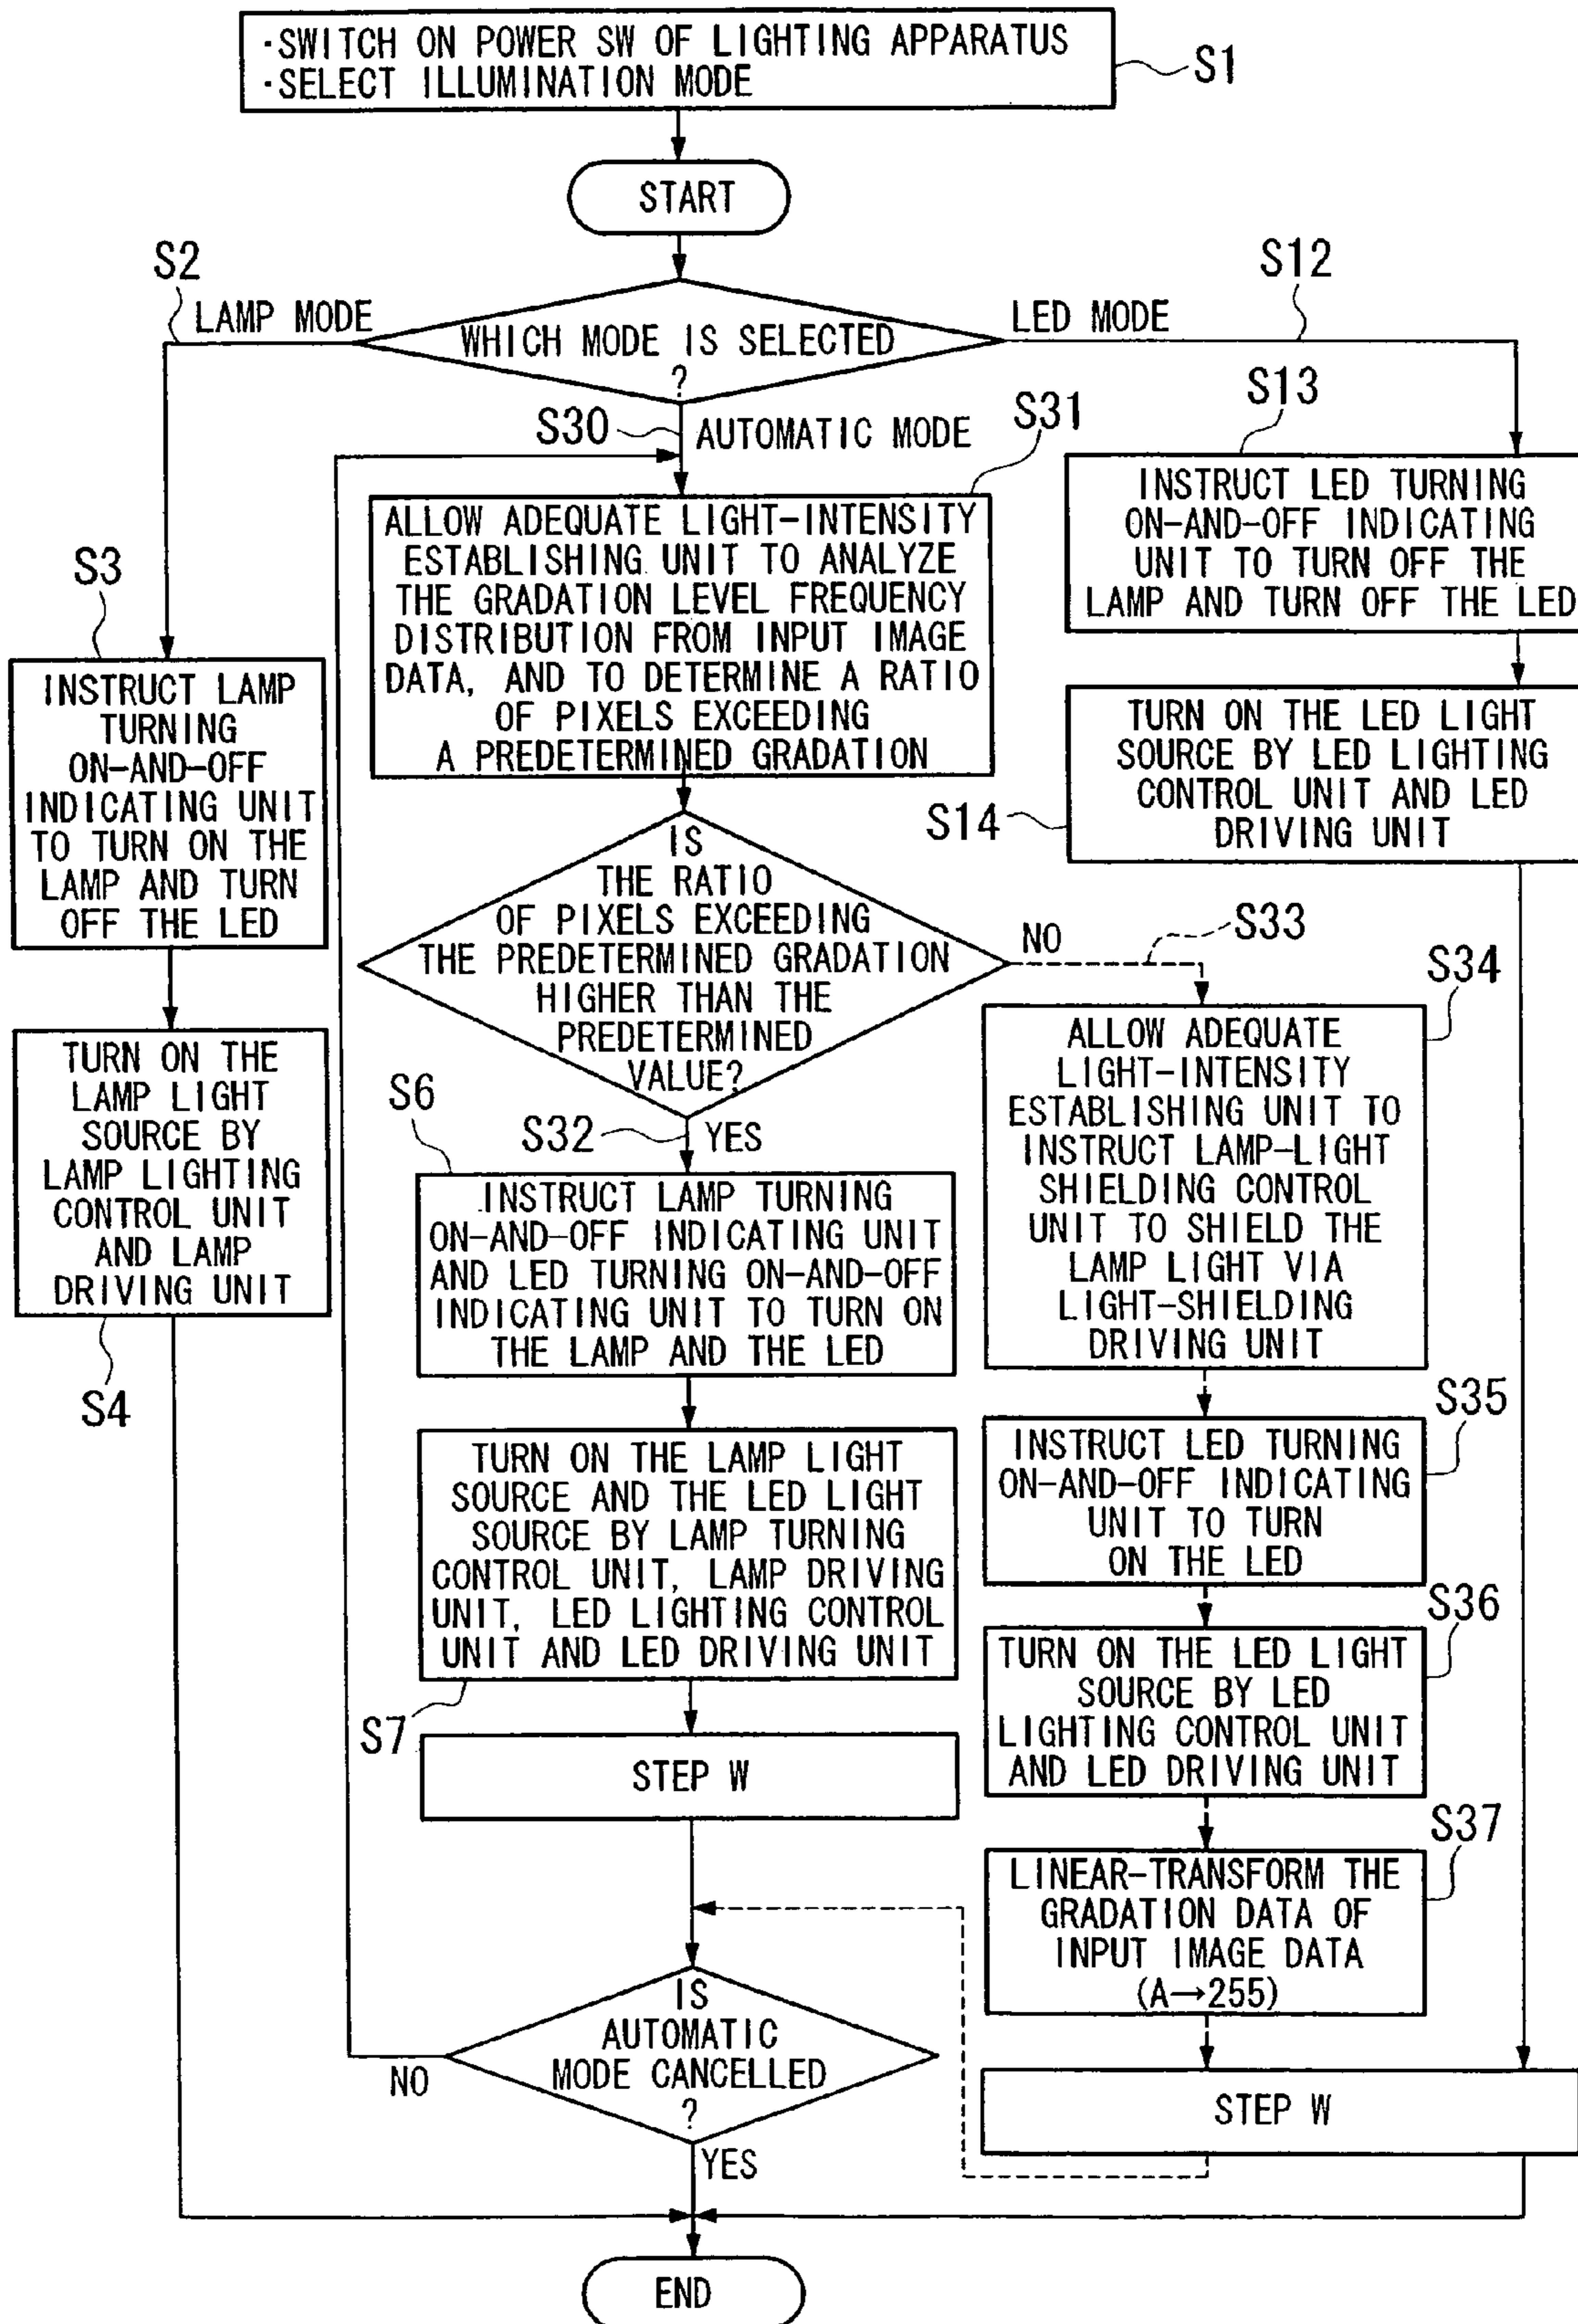 ·SWITCH ON POWER SW OF LIGHTING APPARATUS
·SELECT ILLUMINATION MODE
S1
START
S2
S12
LAMP MODE
LED MODE
WHICH MODE IS SELECTED
?
S30
AUTOMATIC MODE
S31
S13
INSTRUCT LED TURNING
ON-AND-OFF INDICATING
UNIT TO TURN OFF THE
LAMP AND TURN OFF THE LED
ALLOW ADEQUATE LIGHT-INTENSITY
ESTABLISHING UNIT TO ANALYZE
THE GRADATION LEVEL FREQUENCY
DISTRIBUTION FROM INPUT IMAGE
DATA, AND TO DETERMINE A RATIO
OF PIXELS EXCEEDING
A PREDETERMINED GRADATION
S3
INSTRUCT LAMP
TURNING
ON-AND-OFF
INDICATING UNIT
TO TURN ON THE
LAMP AND TURN
OFF THE LED
TURN ON THE LED LIGHT
SOURCE BY LED LIGHTING
CONTROL UNIT AND LED
DRIVING UNIT
S14
IS
THE RATIO
OF PIXELS EXCEEDING
THE PREDETERMINED GRADATION
HIGHER THAN THE
PREDETERMINED
VALUE?
NO
S33
S34
TURN ON THE
LAMP LIGHT
SOURCE BY
LAMP LIGHTING
CONTROL UNIT
AND LAMP
DRIVING UNIT
S4
ALLOW ADEQUATE
LIGHT-INTENSITY
ESTABLISHING UNIT TO
INSTRUCT LAMP-LIGHT
SHIELDING CONTROL
UNIT TO SHIELD THE
LAMP LIGHT VIA
LIGHT-SHIELDING
DRIVING UNIT
S6
S32
YES
INSTRUCT LAMP TURNING
ON-AND-OFF INDICATING UNIT
AND LED TURNING ON-AND-OFF
INDICATING UNIT TO TURN ON
THE LAMP AND THE LED
S35
INSTRUCT LED TURNING
ON-AND-OFF INDICATING
UNIT TO TURN
ON THE LED
TURN ON THE LAMP LIGHT
SOURCE AND THE LED LIGHT
SOURCE BY LAMP TURNING
CONTROL UNIT, LAMP DRIVING
UNIT, LED LIGHTING CONTROL
UNIT AND LED DRIVING UNIT
S7
S36
TURN ON THE LED LIGHT
SOURCE BY LED
LIGHTING CONTROL UNIT
AND LED DRIVING UNIT
STEP W
S37
LINEAR-TRANSFORM THE
GRADATION DATA OF
INPUT IMAGE DATA
(A→255)
IS
AUTOMATIC
MODE CANCELLED
?
NO
YES
STEP W
END